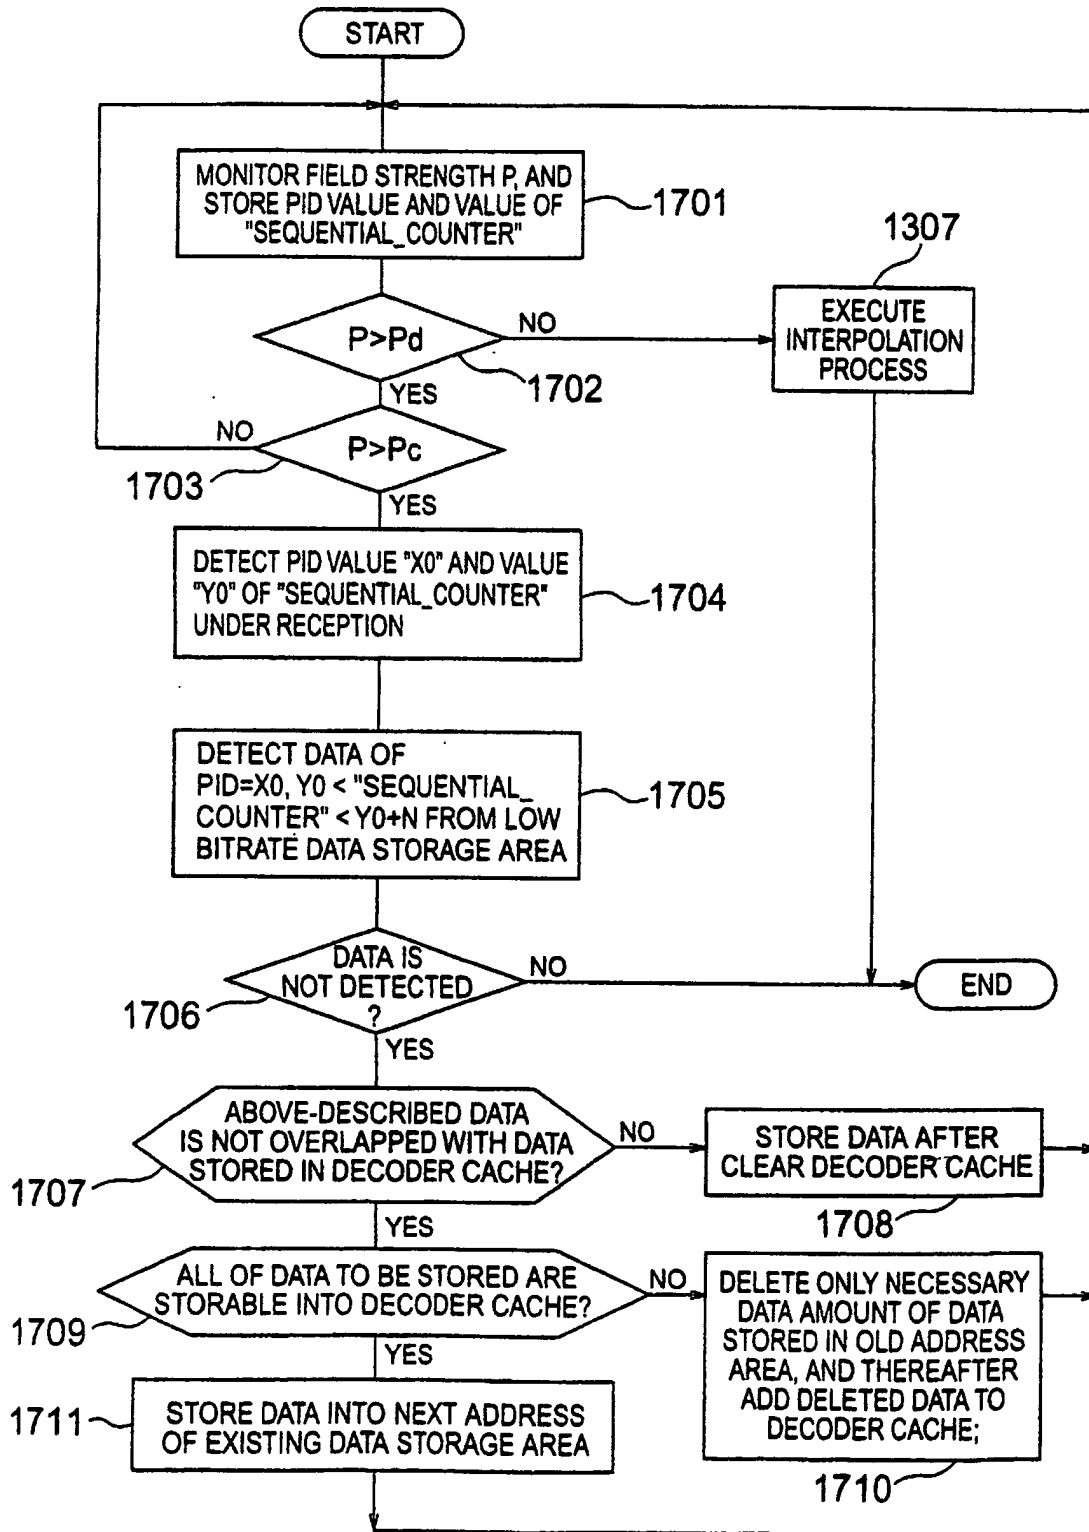 START
MONITOR FIELD STRENGTH P, AND
STORE PID VALUE AND VALUE OF
"SEQUENTIAL_COUNTER"
1701
1307
P>Pd
NO
EXECUTE
INTERPOLATION
PROCESS
1702
YES
NO
P>Pc
1703
YES
DETECT PID VALUE "X0" AND VALUE
"Y0" OF "SEQUENTIAL_COUNTER"
UNDER RECEPTION
1704
DETECT DATA OF
PID=X0, Y0 < "SEQUENTIAL_
COUNTER" < Y0+N FROM LOW
BITRATE DATA STORAGE AREA
1705
DATA IS
NOT DETECTED
?
NO
END
1706
YES
ABOVE-DESCRIBED DATA
IS NOT OVERLAPPED WITH DATA
STORED IN DECODER CACHE?
NO
STORE DATA AFTER
CLEAR DECODER CACHE
1707
1708
YES
ALL OF DATA TO BE STORED ARE
STORABLE INTO DECODER CACHE?
NO
DELETE ONLY NECESSARY
DATA AMOUNT OF DATA
STORED IN OLD ADDRESS
AREA, AND THEREAFTER
ADD DELETED DATA TO
DECODER CACHE;
1709
YES
1711
STORE DATA INTO NEXT ADDRESS
OF EXISTING DATA STORAGE AREA
1710